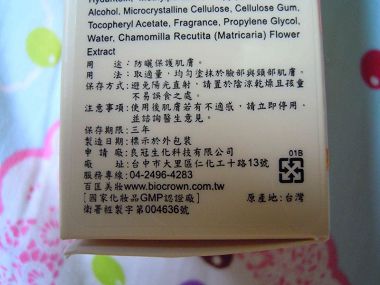 Hydantoin,
Alcohol, Microcrystalline Cellulose, Cellulose Gum,
Tocopheryl Acetate, Fragrance, Propylene Glycol,
Water, Chamomilla Recutita (Matricaria) Flower
Extract
用　　途：防曬保護肌膚。
用　　法：取適量，均勻塗抹於臉部與頸部肌膚。
保存方法：避免陽光直射，請置於陰涼乾燥且孩童
不易誤食之處。
注意事項：使用後肌膚若有不適感，請立即停用，
並諮詢醫生意見。
保存期限：三年
製造日期：標示於外包裝
申 請 廠：良冠生化科技有限公司
廠　　址：台中市大里區仁化工十路13號
服務專線：04-2496-4283
百匡美妝 www.biocrown.com.tw
[國家化妝品GMP認證廠]
衛署粧製字第004636號
01B
原產地：台灣